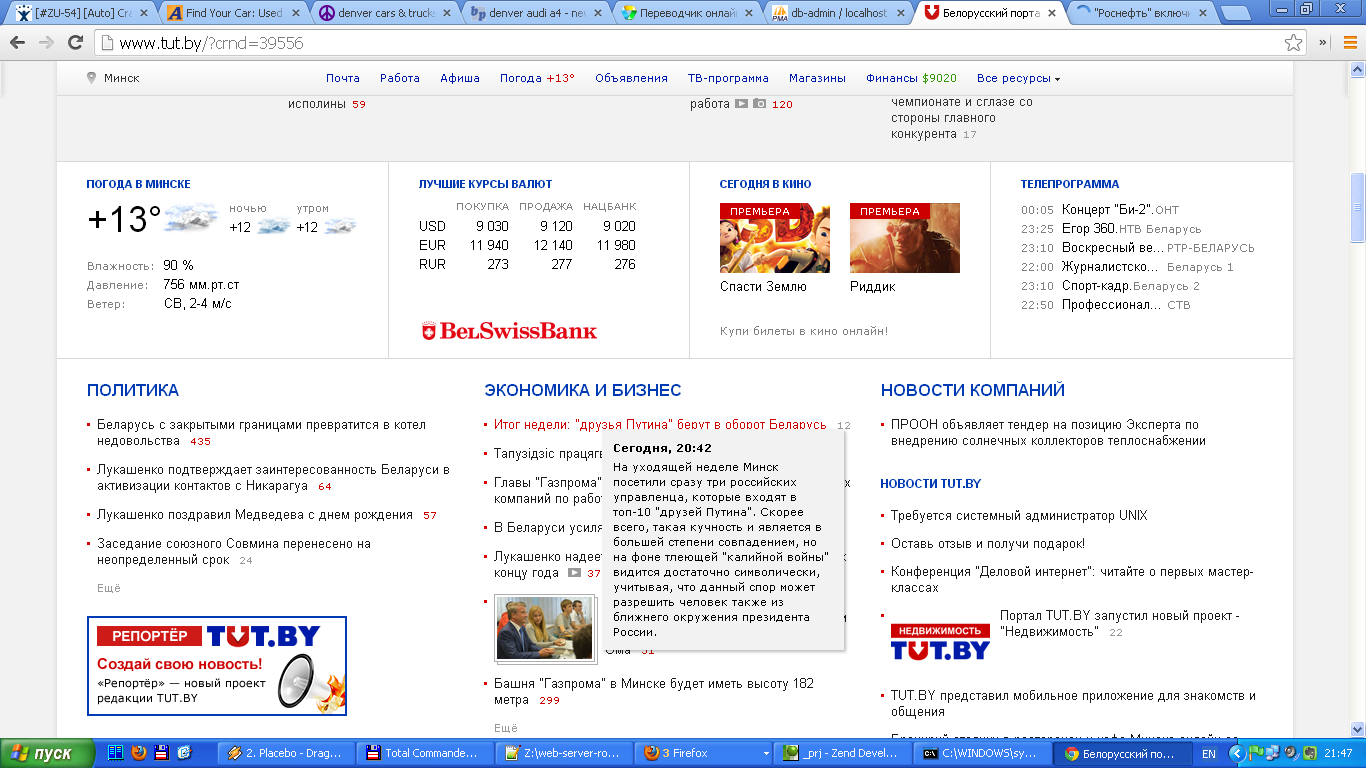 [#ZU-54] [Auto] Cra
Find Your Car: Used
denver cars & trucks
denver audi a4 - nev
Переводчик онлайн
db-admin / localhost
Белорусский порта
"Роснефть" включи
www.tut.by/?crnd=39556
Минск
Почта Работа Афиша Погода +13° Объявления ТВ-программа Магазины Финансы $9020 Все ресурсы
исполины 59
работа 120
чемпионате и сглазе со
стороны главного
конкурента 17
ПОГОДА В МИНСКЕ
+13°
ночью
+12
утром
+12
Влажность: 90 %
Давление: 756 мм.рт.ст
Ветер: СВ, 2-4 м/с
ЛУЧШИЕ КУРСЫ ВАЛЮТ
ПОКУПКА ПРОДАЖА НАЦБАНК
USD 9 030 9 120 9 020
EUR 11 940 12 140 11 980
RUR 273 277 276
BELSWISSBANK
СЕГОДНЯ В КИНО
ПРЕМЬЕРА
Спасти Землю
ПРЕМЬЕРА
Риддик
Купи билеты в кино онлайн!
ТЕЛЕПРОГРАММА
00:05 Концерт "Би-2". ОНТ
23:25 Егор 360. НТВ Беларусь
23:10 Воскресный ве... РТР-БЕЛАРУСЬ
22:00 Журналистско... Беларусь 1
23:10 Спорт-кадр. Беларусь 2
22:50 Профессионал... СТВ
ПОЛИТИКА
Беларусь с закрытыми границами превратится в котел
недовольства 435
Лукашенко подтверждает заинтересованность Беларуси в
активизации контактов с Никарагуа 64
Лукашенко поздравил Медведева с днем рождения 57
Заседание союзного Совмина перенесено на
неопределенный срок 24
Ещё
РЕПОРТЁР TUT.BY
Создай свою новость!
«Репортёр» — новый проект
редакции TUT.BY
ЭКОНОМИКА И БИЗНЕС
Итог недели: "друзья Путина" берут в оборот Беларусь 12
Тапузідзіс працягв
Главы "Газпрома"
компаний по рабо
В Беларуси усиля
Лукашенко надеет
концу года 37
Ома 31
Башня "Газпрома" в Минске будет иметь высоту 182
метра 299
Ещё
Сегодня, 20:42
На уходящей неделе Минск
посетили сразу три российских
управленца, которые входят в
топ-10 "друзей Путина". Скорее
всего, такая кучность и является в
большей степени совпадением, но
на фоне тлеющей "калийной войны"
видится достаточно символически,
учитывая, что данный спор может
разрешить человек также из
ближнего окружения президента
России.
НОВОСТИ КОМПАНИЙ
ПРООН объявляет тендер на позицию Эксперта по
внедрению солнечных коллекторов теплоснабжении
НОВОСТИ TUT.BY
Требуется системный администратор UNIX
Оставь отзыв и получи подарок!
Конференция "Деловой интернет": читайте о первых мастер-
классах
НЕДВИЖИМОСТЬ
TUT.BY
Портал TUT.BY запустил новый проект -
"Недвижимость" 22
TUT.BY представил мобильное приложение для знакомств и
общения
пуск
2. Placebo - Drag...
Total Commande...
Z:\web-server-ro...
3 Firefox
_prj - Zend Devel...
C:\WINDOWS\sy...
Белорусский по...
EN
21:47